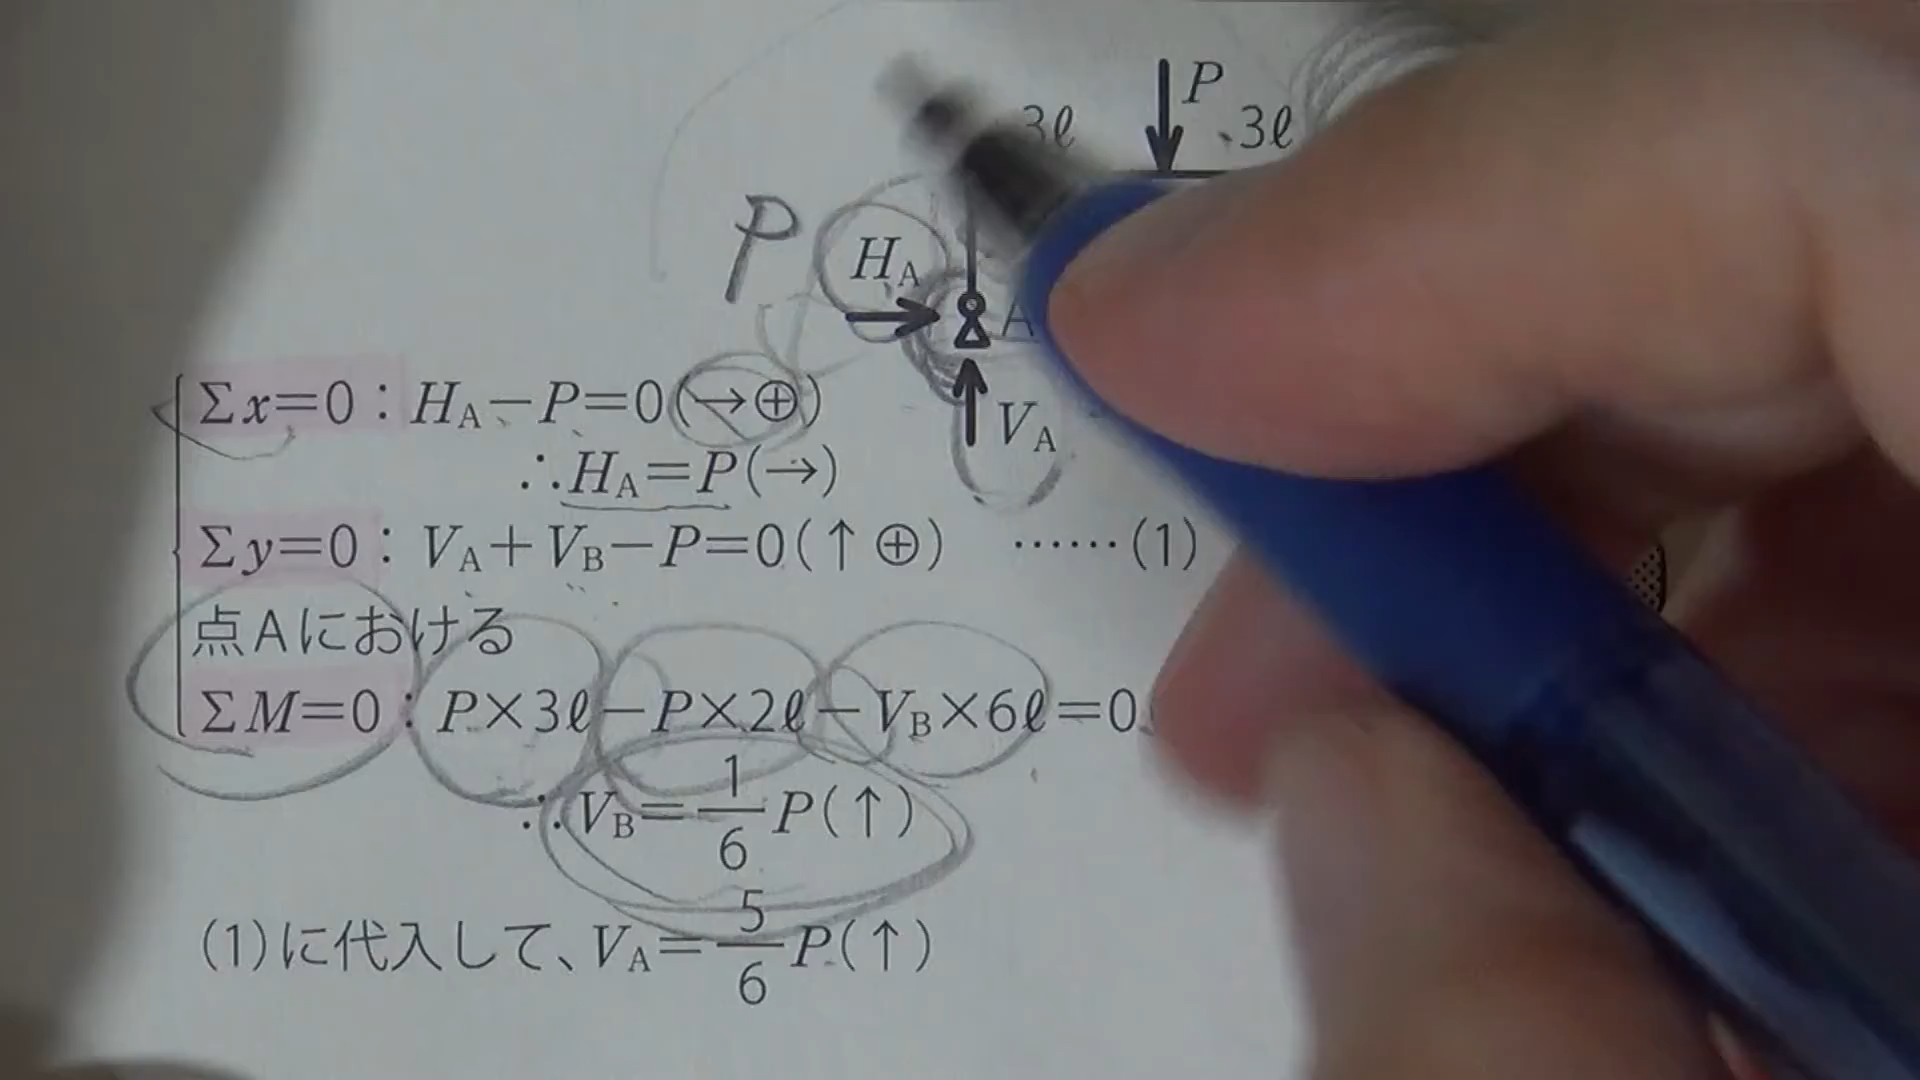 P
3ℓ
3ℓ
P
H_A
A
V_A
Σx=0：H_A−P=0(→⊕)
∴H_A=P(→)
Σy=0：V_A+V_B−P=0(↑⊕) ……(1)
点Aにおける
ΣM=0：P×3ℓ−P×2ℓ−V_B×6ℓ=0
∴V_B=1/6P(↑)
(1)に代入して、V_A=5/6P(↑)